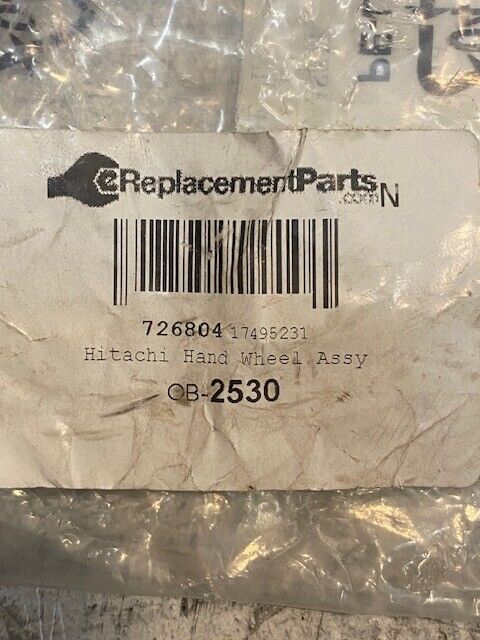 eReplacementParts
.com N
726804 17495231
Hitachi Hand Wheel Assy
OB-2530